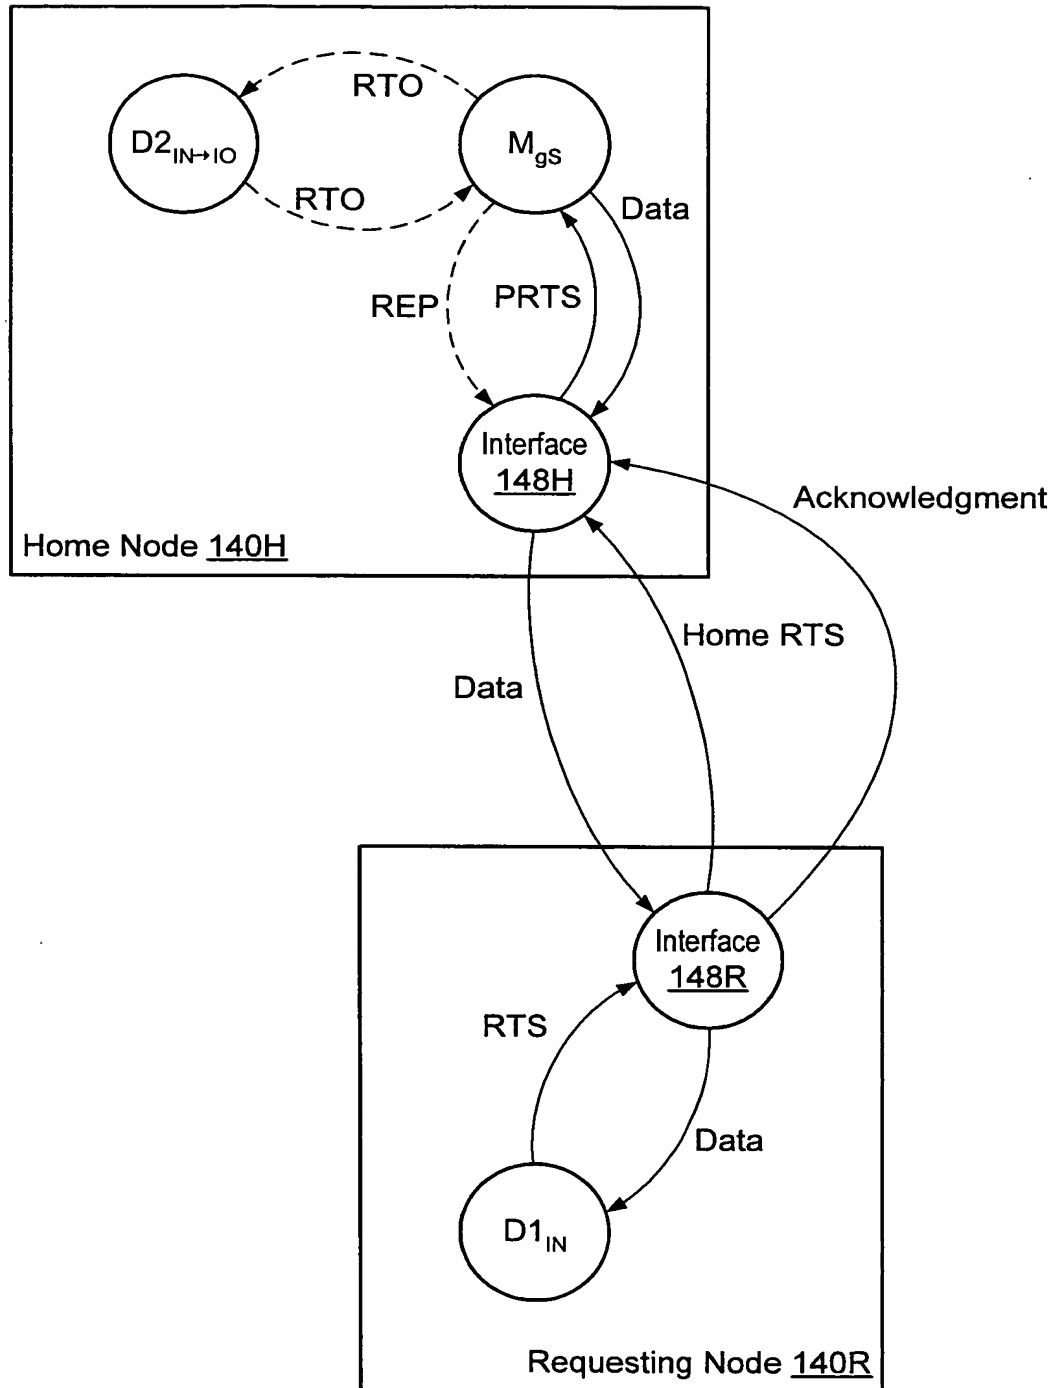 RTO
D2IN→IO
MgS
RTO
Data
REP
PRTS
Interface
148H
Acknowledgment
Home Node 140H
Home RTS
Data
Interface
148R
RTS
Data
D1IN
Requesting Node 140R